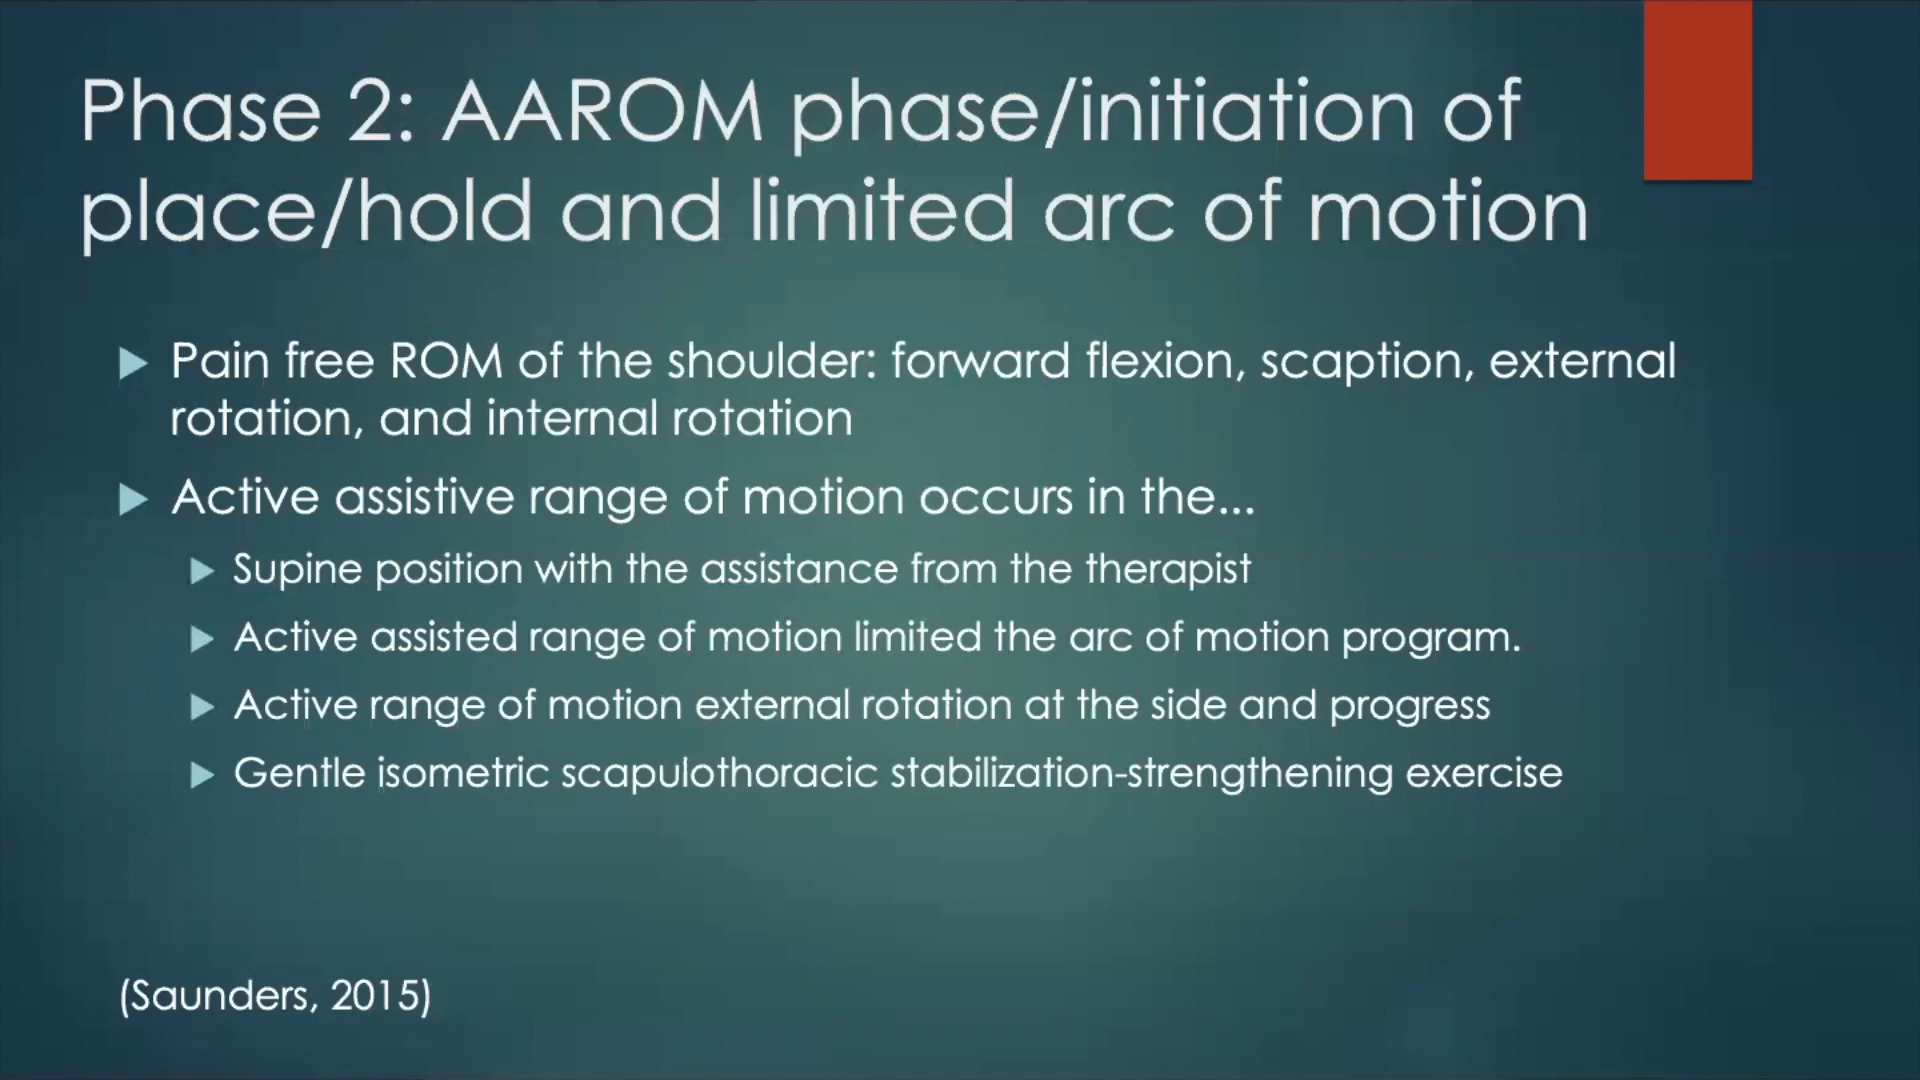 Phase 2: AAROM phase/initiation of
place/hold and limited arc of motion
Pain free ROM of the shoulder: forward flexion, scaption, external
rotation, and internal rotation
Active assistive range of motion occurs in the...
Supine position with the assistance from the therapist
Active assisted range of motion limited the arc of motion program.
Active range of motion external rotation at the side and progress
Gentle isometric scapulothoracic stabilization-strengthening exercise
(Saunders, 2015)